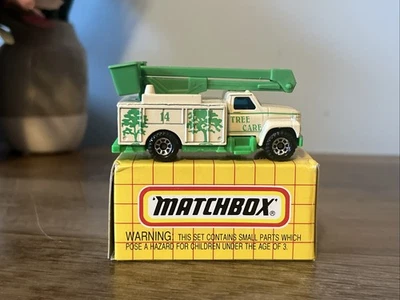 14
TREE
CARE
"MATCHBOX"
WARNING: THIS SET CONTAINS SMALL PARTS WHICH
POSE A HAZARD FOR CHILDREN UNDER THE AGE OF 3.